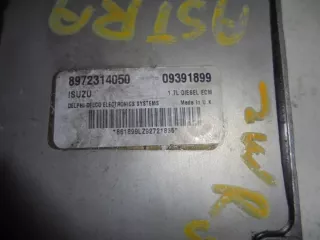 ASTRA
8972314050 09391899
ISUZU 1.7L DIESEL ECM
DELPHI DELCO ELECTRONICS SYSTEMS Made in U.K.